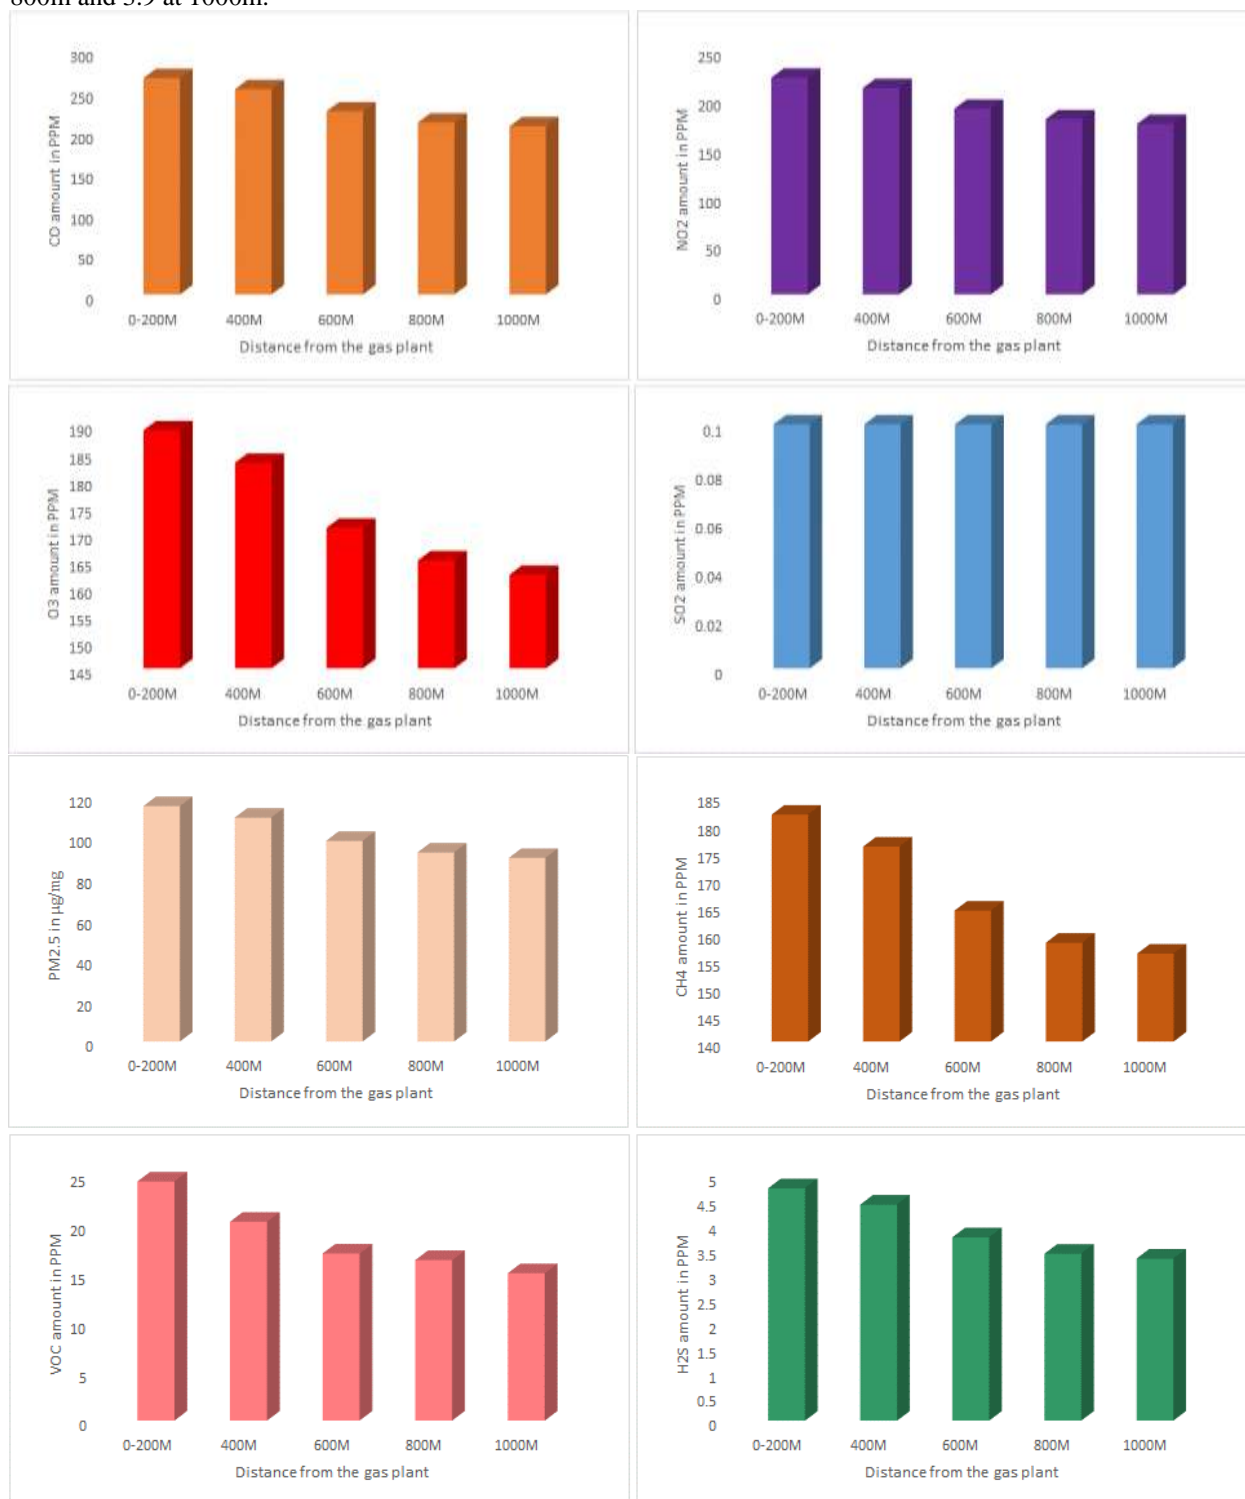 800m and 3.9 at 1000m.
CO amount in PPM
300
250
200
150
100
50
0
0-200M 400M 600M 800M 1000M
Distance from the gas plant
NO2 amount in PPM
250
200
150
100
50
0
0-200M 400M 600M 800M 1000M
Distance from the gas plant
O3 amount in PPM
190
185
180
175
170
165
160
155
150
145
0-200M 400M 600M 800M 1000M
Distance from the gas plant
SO2 amount in PPM
0.1
0.08
0.06
0.04
0.02
0
0-200M 400M 600M 800M 1000M
Distance from the gas plant
PM2.5 in µg/mg
120
100
80
60
40
20
0
0-200M 400M 600M 800M 1000M
Distance from the gas plant
CH4 amount in PPM
185
180
175
170
165
160
155
150
145
140
0-200M 400M 600M 800M 1000M
Distance from the gas plant
VOC amount in PPM
25
20
15
10
5
0
0-200M 400M 600M 800M 1000M
Distance from the gas plant
H2S amount in PPM
5
4.5
4
3.5
3
2.5
2
1.5
1
0.5
0
0-200M 400M 600M 800M 1000M
Distance from the gas plant